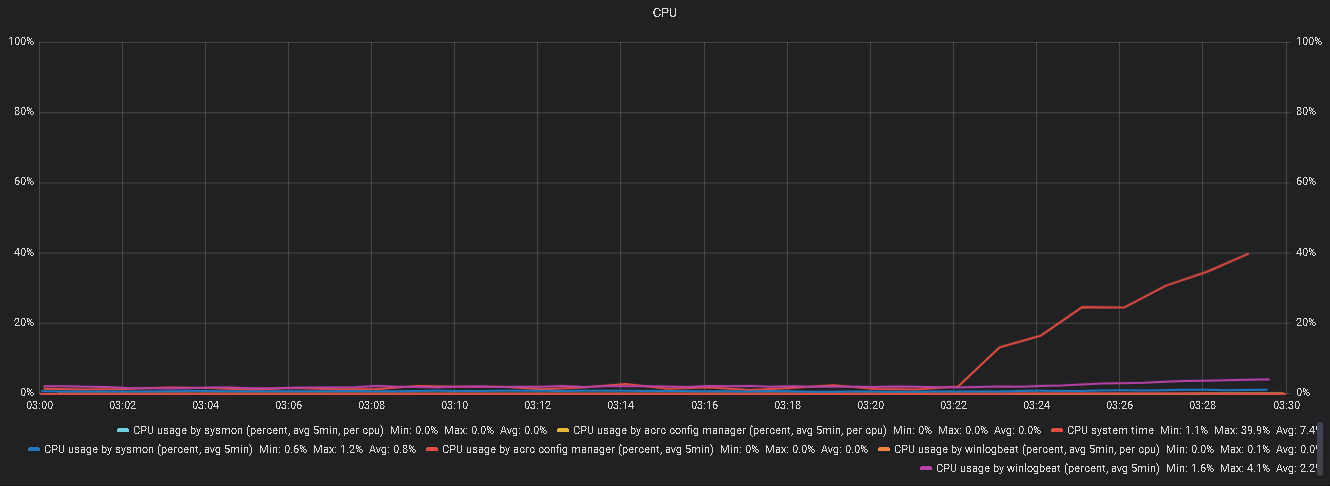 CPU
100% 100%
80% 80%
60% 60%
40% 40%
20% 20%
0% 0%
03:00 03:02 03:04 03:06 03:08 03:10 03:12 03:14 03:16 03:18 03:20 03:22 03:24 03:26 03:28 03:30
CPU usage by sysmon (percent, avg 5min, per cpu) Min: 0.0% Max: 0.0% Avg: 0.0% CPU usage by acro config manager (percent, avg 5min, per cpu) Min: 0% Max: 0.0% Avg: 0.0% CPU system time Min: 1.1% Max: 39.9% Avg: 7.4
CPU usage by sysmon (percent, avg 5min) Min: 0.6% Max: 1.2% Avg: 0.8% CPU usage by acro config manager (percent, avg 5min) Min: 0% Max: 0.0% Avg: 0.0% CPU usage by winlogbeat (percent, avg 5min, per cpu) Min: 0.0% Max: 0.1% Avg: 0.0
CPU usage by winlogbeat (percent, avg 5min) Min: 1.6% Max: 4.1% Avg: 2.2